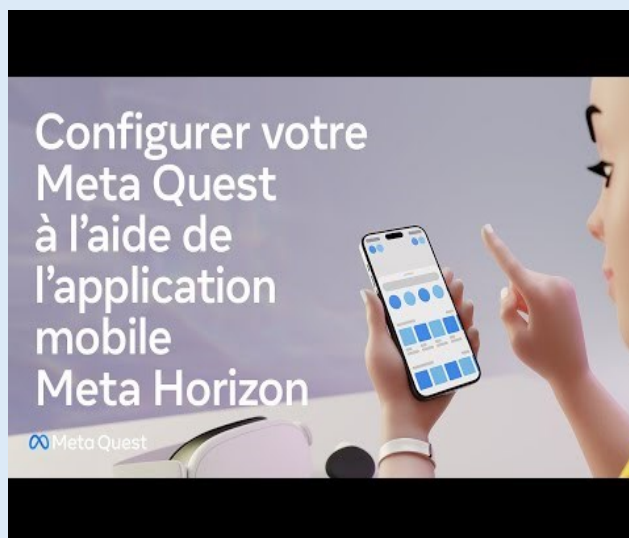 Configurer votre
Meta Quest
à l’aide de
l’application
mobile
Meta Horizon
Meta Quest